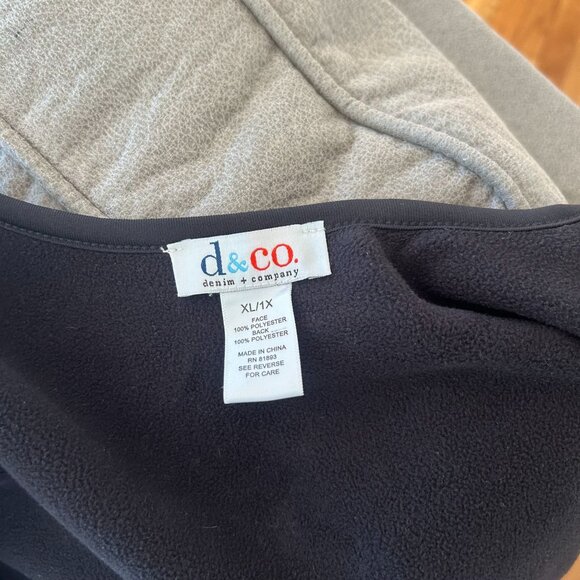 d&co.
denim + company
XL/1X
FACE
100% POLYESTER
BACK
100% POLYESTER
MADE IN CHINA
RN 81893
SEE REVERSE
FOR CARE